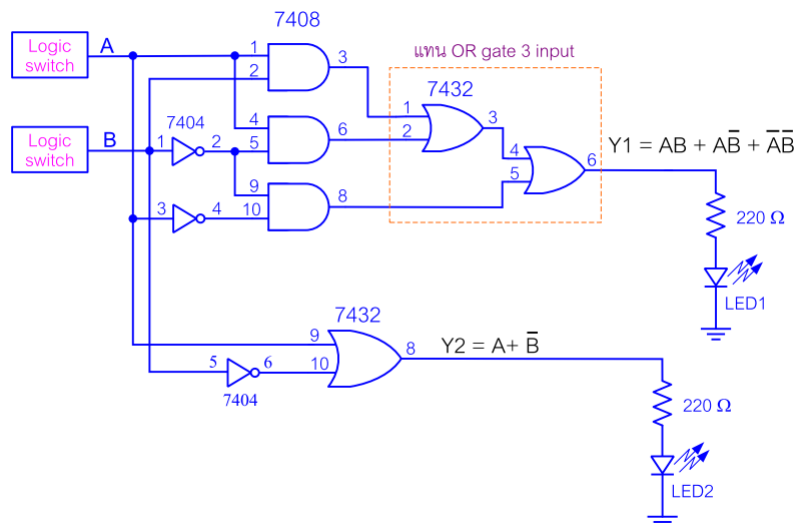 7408
Logic switch
A
1
2
3
แทน OR gate 3 input
7432
1
2
3
Logic switch
B
1
7404
2
4
5
6
4
5
6
Y1 = AB + AB̅ + A̅B̅
9
10
8
3
4
220 Ω
LED1
7432
9
10
8
Y2 = A+ B̅
5
6
7404
220 Ω
LED2